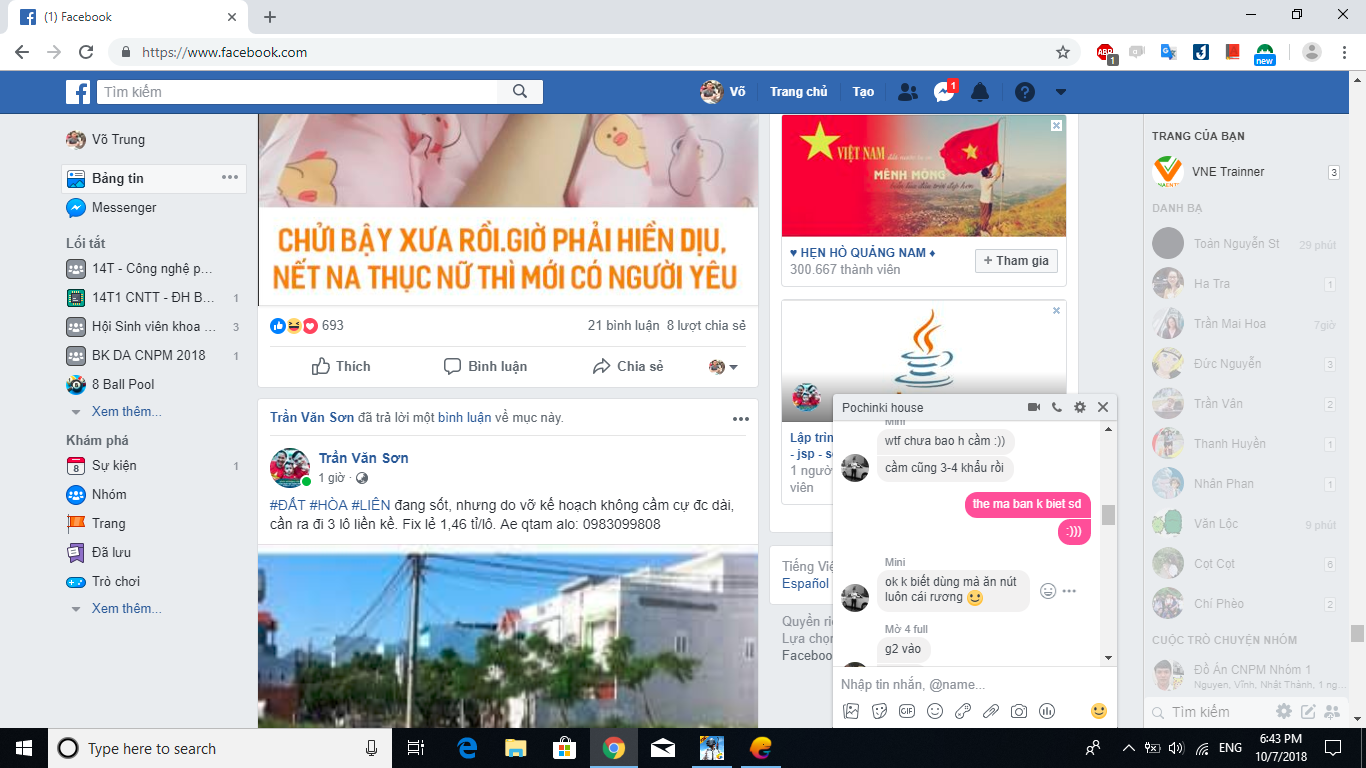 (1) Facebook
https://www.facebook.com
ABP
1
J
new
Tìm kiếm
Võ
Trang chủ
Tạo
1
Võ Trung
Bảng tin
Messenger
Lối tắt
14T - Công nghệ p...
14T1 CNTT - ĐH B...
1
Hội Sinh viên khoa ...
3
BK DA CNPM 2018
1
8 Ball Pool
Xem thêm...
Khám phá
8
Sự kiện
1
Nhóm
Trang
Đã lưu
Trò chơi
Xem thêm...
CHỬI BẬY XƯA RỒI.GIỜ PHẢI HIỀN DỊU,
NẾT NA THỤC NỮ THÌ MỚI CÓ NGƯỜI YÊU
693
21 bình luận 8 lượt chia sẻ
Thích
Bình luận
Chia sẻ
Trần Văn Sơn đã trả lời một bình luận về mục này.
Trần Văn Sơn
1 giờ ·
#ĐẤT #HÒA #LIÊN đang sốt, nhưng do vỡ kế hoạch không cầm cự đc dài,
cần ra đi 3 lô liền kề. Fix lẻ 1,46 tỉ/lô. Ae qtam alo: 0983099808
VIỆT NAM
MÊNH MÔNG
♥ HẸN HÒ QUẢNG NAM ♦
300.667 thành viên
+ Tham gia
Lập trìn
- jsp - s
1 ngườ
viên
Tiếng Việ
Español
Quyền ri
Lựa chọn
Facebook
Pochinki house
Mini
wtf chưa bao h cầm :))
cầm cũng 3-4 khẩu rồi
the ma ban k biet sd
:)))
Mini
ok k biết dùng mà ăn nút
luôn cái rương
Mờ 4 full
g2 vào
Nhập tin nhắn, @name...
GIF
TRANG CỦA BẠN
VNE Trainner
3
DANH BẠ
Toản Nguyễn St
29 phút
Ha Tra
1
Trần Mai Hoa
7giờ
Đức Nguyễn
3
Trần Vân
2
Thanh Huyền
1
Nhân Phan
1
Văn Lộc
9 phút
Cọt Cọt
6
Chí Phèo
2
CUỘC TRÒ CHUYỆN NHÓM
Đồ Án CNPM Nhóm 1
Nguyen, Vĩnh, Nhất Thành, 1 ng...
Tìm kiếm
Type here to search
ENG
6:43 PM
10/7/2018